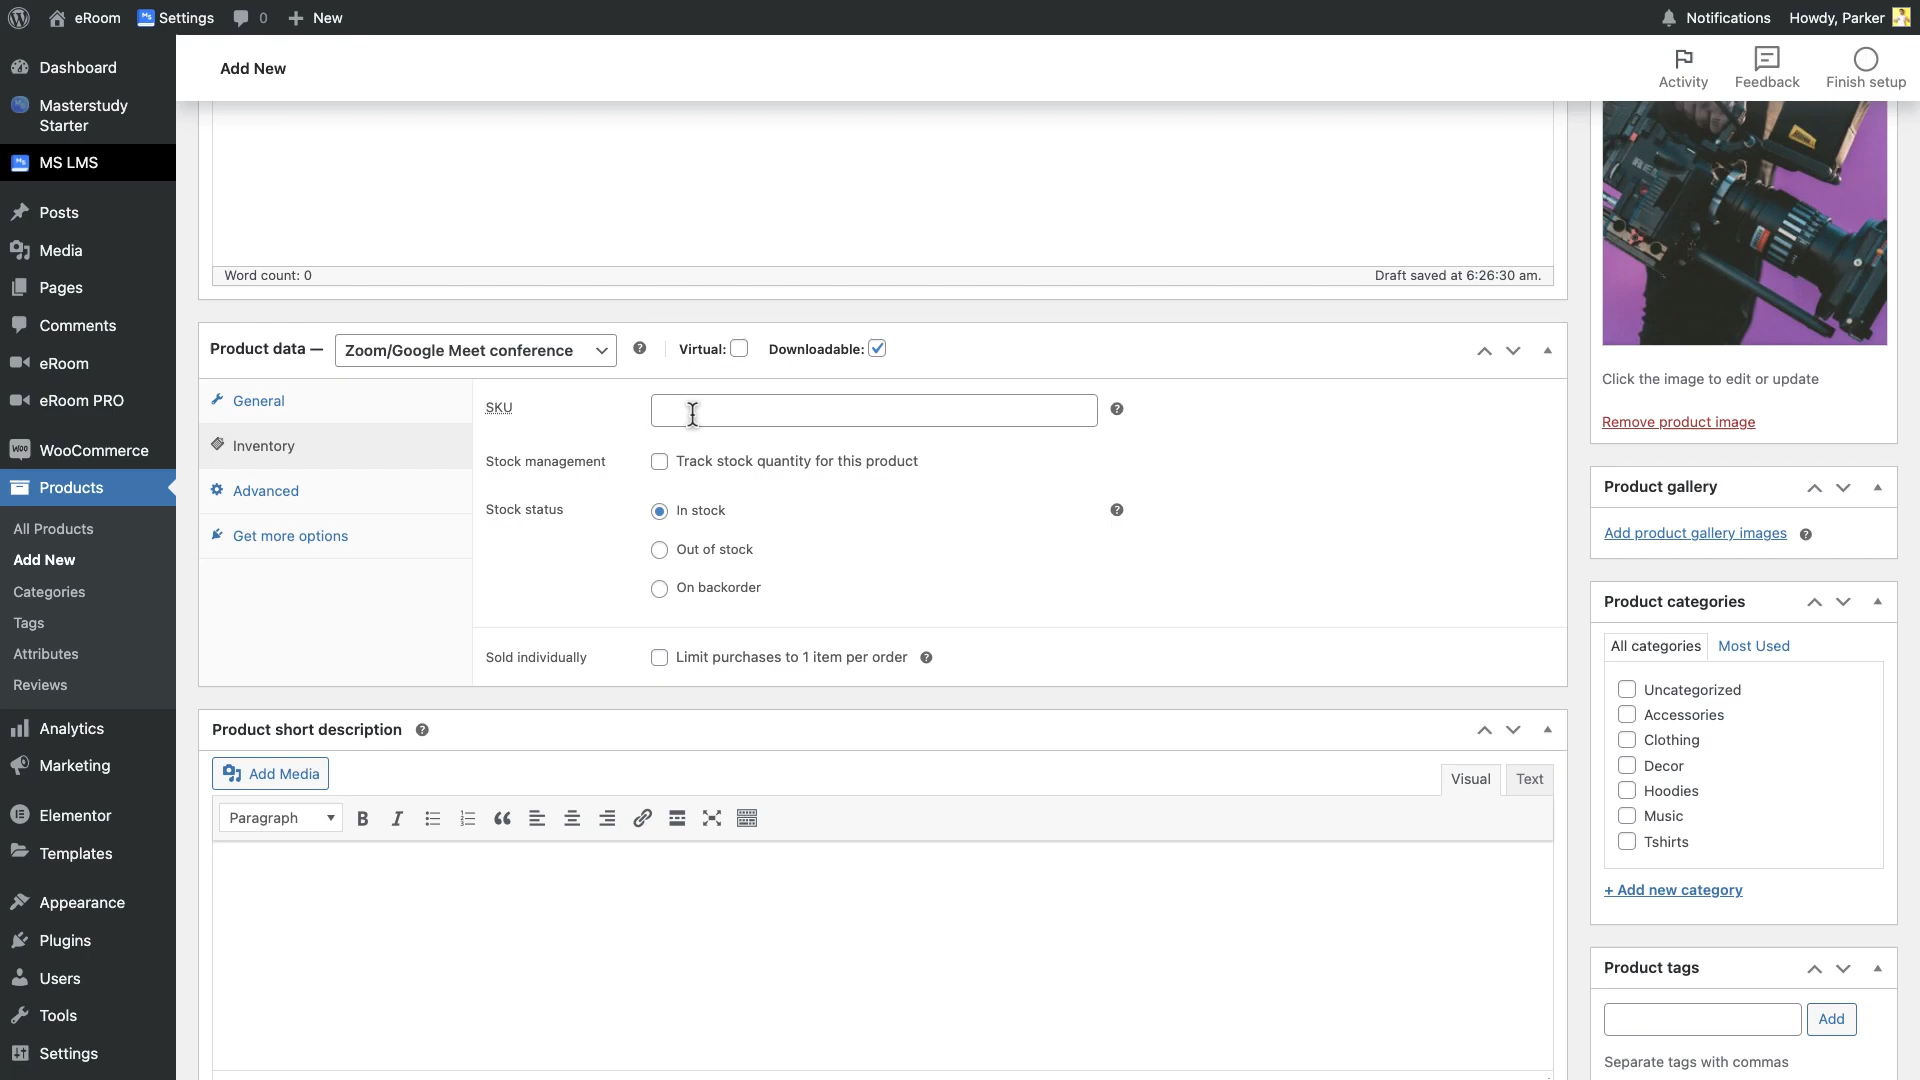 eRoom Settings 0 New Notifications Howdy, Parker
Add New
Activity Feedback Finish setup
Dashboard
Masterstudy
Starter
MS LMS
Posts
Media
Pages
Comments
eRoom
eRoom PRO
WooCommerce
Products
All Products
Add New
Categories
Tags
Attributes
Reviews
Analytics
Marketing
Elementor
Templates
Appearance
Plugins
Users
Tools
Settings
Word count: 0 Draft saved at 6:26:30 am.
Product data — Zoom/Google Meet conference Virtual: Downloadable:
General
Inventory
Advanced
Get more options
SKU
Stock management Track stock quantity for this product
Stock status In stock
Out of stock
On backorder
Sold individually Limit purchases to 1 item per order
Product short description
Add Media
Visual Text
Paragraph
Click the image to edit or update
Remove product image
Product gallery
Add product gallery images
Product categories
All categories Most Used
Uncategorized
Accessories
Clothing
Decor
Hoodies
Music
Tshirts
+ Add new category
Product tags
Add
Separate tags with commas